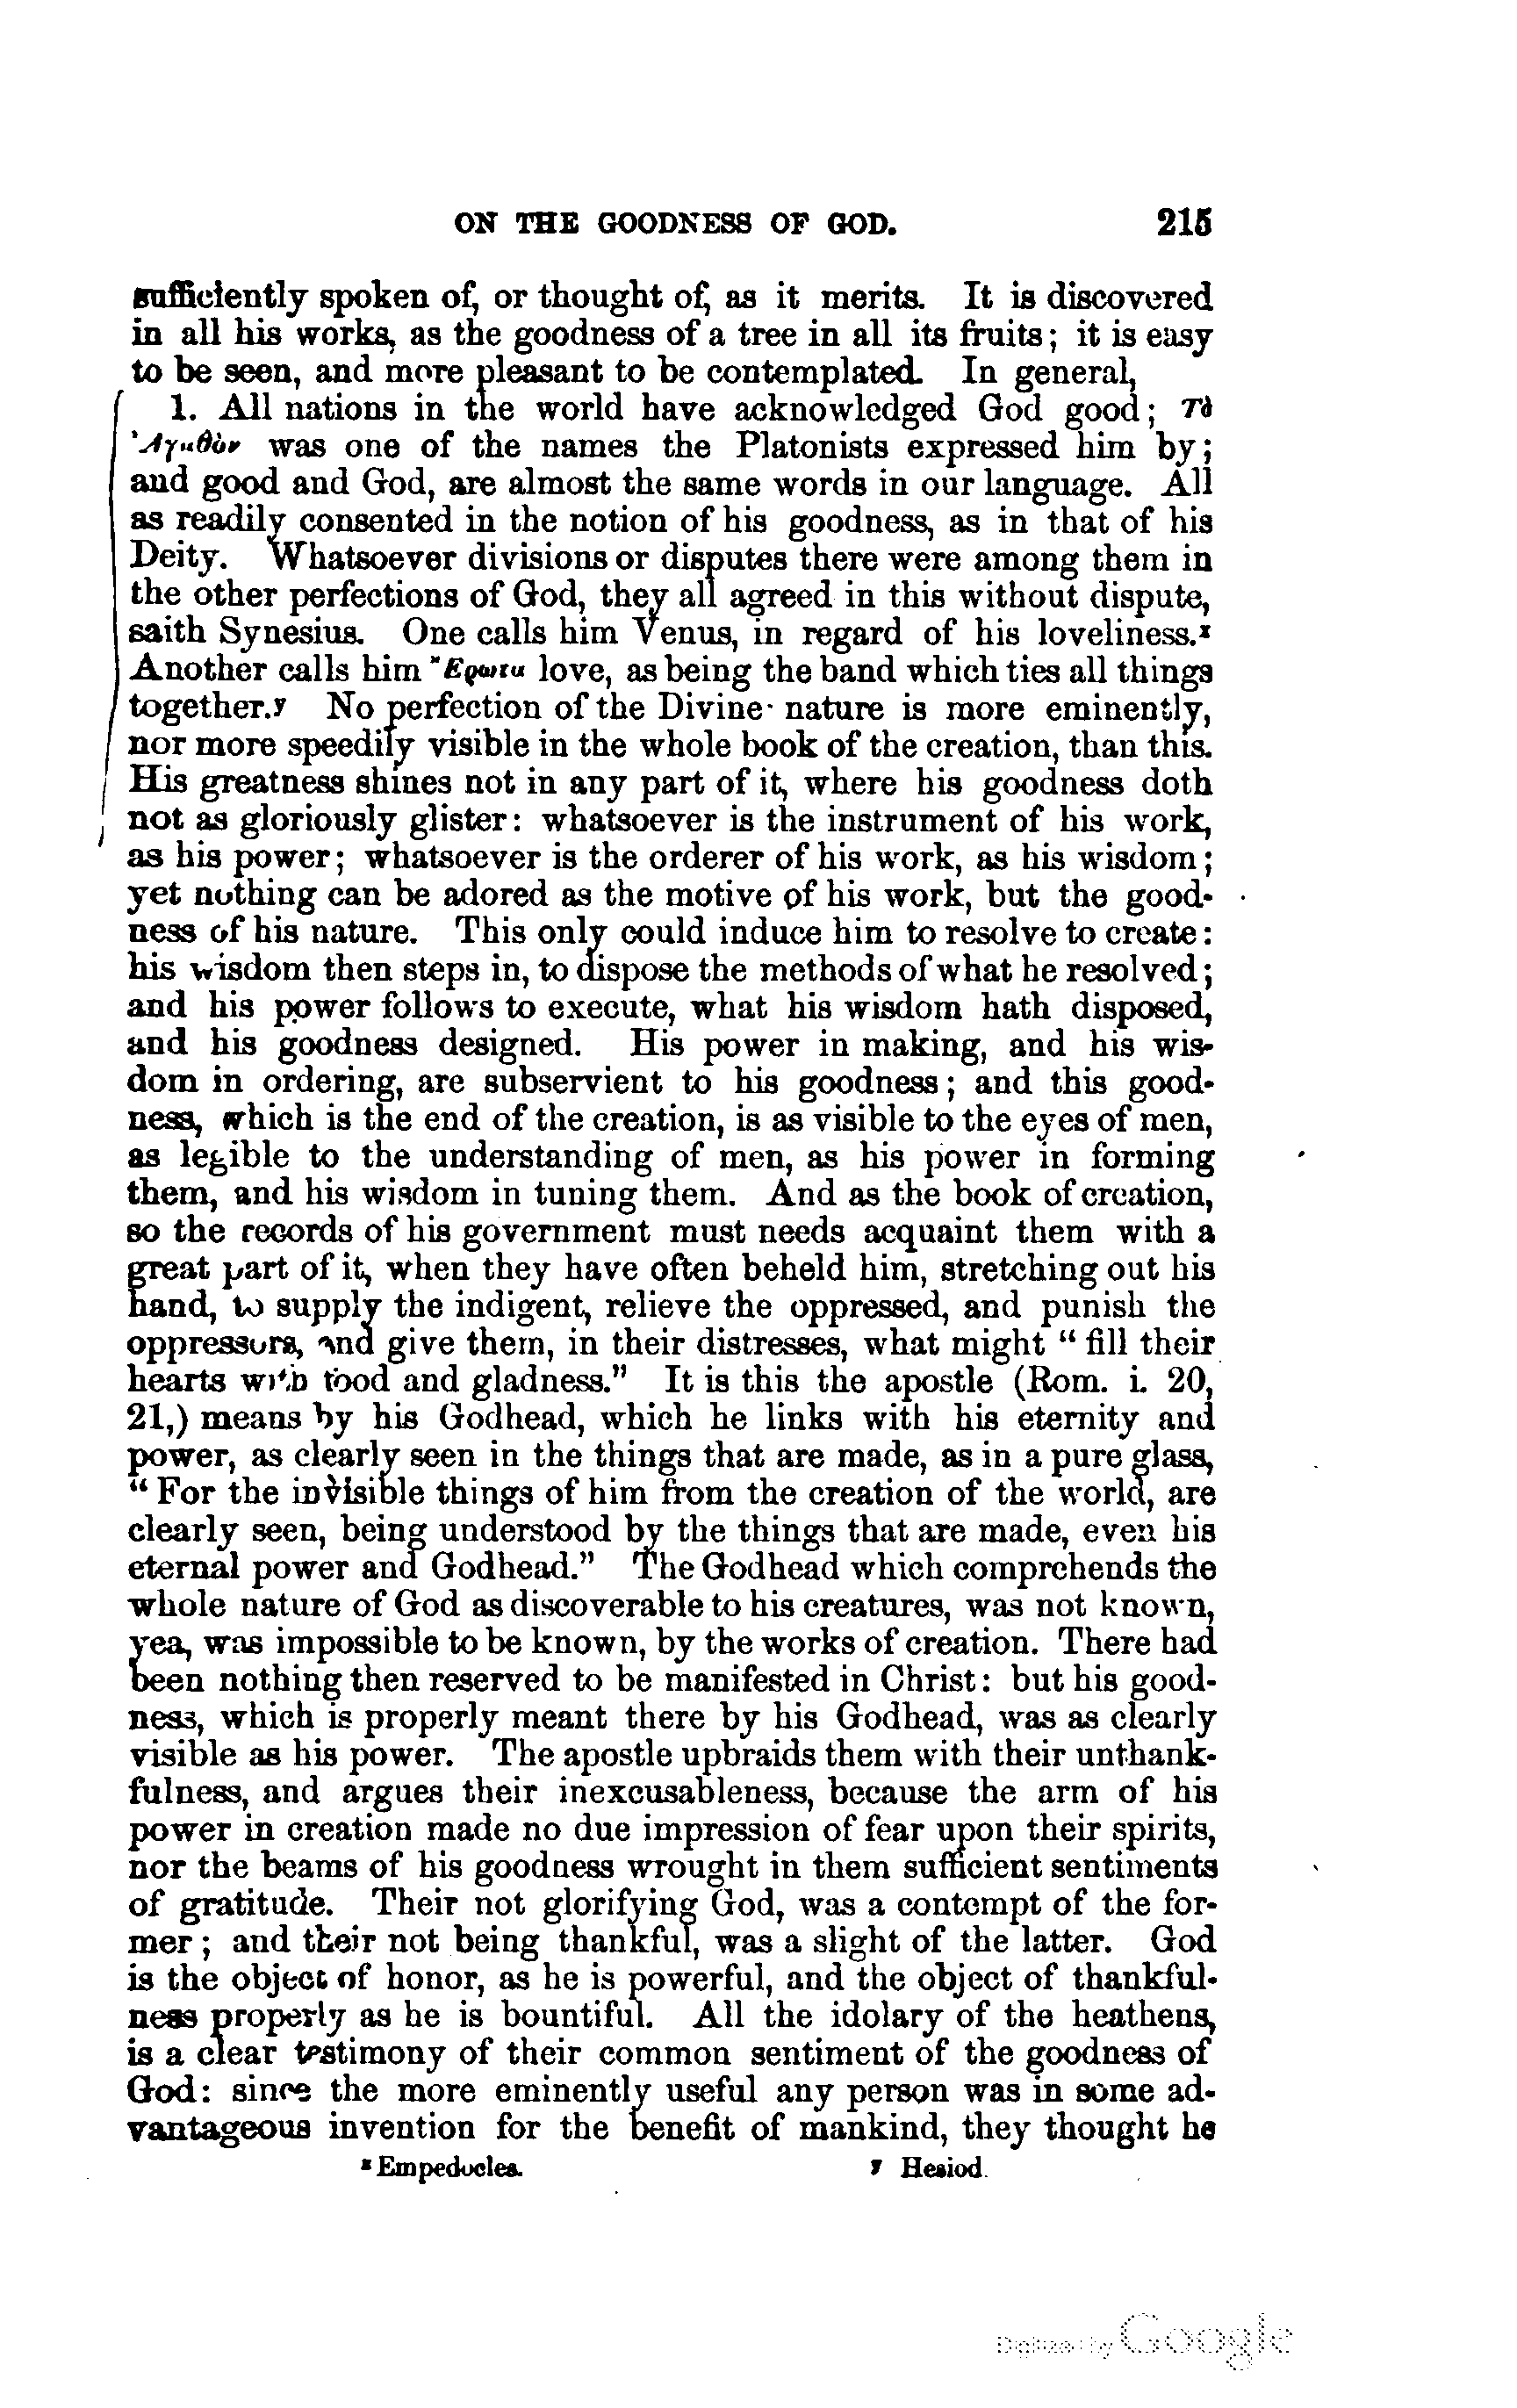 ON THE GOODNESS OF GOD. 215
sufficiently spoken of, or thought of, as it merits. It is discovered
in all his works, as the goodness of a tree in all its fruits; it is easy
to be seen, and more pleasant to be contemplated. In general,
1. All nations in the world have acknowledged God good; Τὸ
Ἀγαθὸν was one of the names the Platonists expressed him by;
and good and God, are almost the same words in our language. All
as readily consented in the notion of his goodness, as in that of his
Deity. Whatsoever divisions or disputes there were among them in
the other perfections of God, they all agreed in this without dispute,
saith Synesius. One calls him Venus, in regard of his loveliness.x
Another calls him Ἔρωτα love, as being the band which ties all things
together.y No perfection of the Divine nature is more eminently,
nor more speedily visible in the whole book of the creation, than this.
His greatness shines not in any part of it, where his goodness doth
not as gloriously glister: whatsoever is the instrument of his work,
as his power; whatsoever is the orderer of his work, as his wisdom;
yet nothing can be adored as the motive of his work, but the good-
ness of his nature. This only could induce him to resolve to create:
his wisdom then steps in, to dispose the methods of what he resolved;
and his power follows to execute, what his wisdom hath disposed,
and his goodness designed. His power in making, and his wis-
dom in ordering, are subservient to his goodness; and this good-
ness, which is the end of the creation, is as visible to the eyes of men,
as legible to the understanding of men, as his power in forming
them, and his wisdom in tuning them. And as the book of creation,
so the records of his government must needs acquaint them with a
great part of it, when they have often beheld him, stretching out his
hand, to supply the indigent, relieve the oppressed, and punish the
oppressors, and give them, in their distresses, what might “ fill their
hearts with food and gladness.” It is this the apostle (Rom. i. 20,
21,) means by his Godhead, which he links with his eternity and
power, as clearly seen in the things that are made, as in a pure glass,
“ For the invisible things of him from the creation of the world, are
clearly seen, being understood by the things that are made, even his
eternal power and Godhead.” The Godhead which comprehends the
whole nature of God as discoverable to his creatures, was not known,
yea, was impossible to be known, by the works of creation. There had
been nothing then reserved to be manifested in Christ: but his good-
ness, which is properly meant there by his Godhead, was as clearly
visible as his power. The apostle upbraids them with their unthank-
fulness, and argues their inexcusableness, because the arm of his
power in creation made no due impression of fear upon their spirits,
nor the beams of his goodness wrought in them sufficient sentiments
of gratitude. Their not glorifying God, was a contempt of the for-
mer; and their not being thankful, was a slight of the latter. God
is the object of honor, as he is powerful, and the object of thankful-
ness properly as he is bountiful. All the idolary of the heathens,
is a clear testimony of their common sentiment of the goodness of
God: since the more eminently useful any person was in some ad-
vantageous invention for the benefit of mankind, they thought he
x Empedocles. y Hesiod.
Digitized by Google